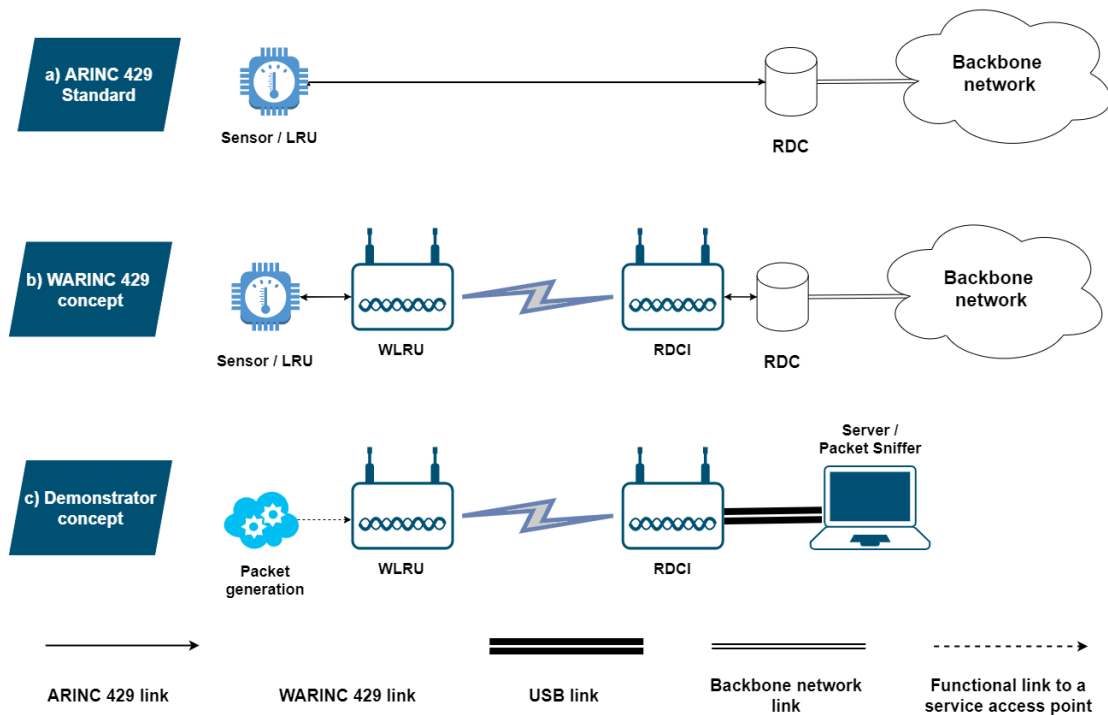 a) ARINC 429
Standard
Sensor / LRU
RDC
Backbone
network
b) WARINC 429
concept
Sensor / LRU
WLRU
RDCI
RDC
Backbone
network
c) Demonstrator
concept
Packet
generation
WLRU
RDCI
Server /
Packet Sniffer
ARINC 429 link
WARINC 429 link
USB link
Backbone network
link
Functional link to a
service access point